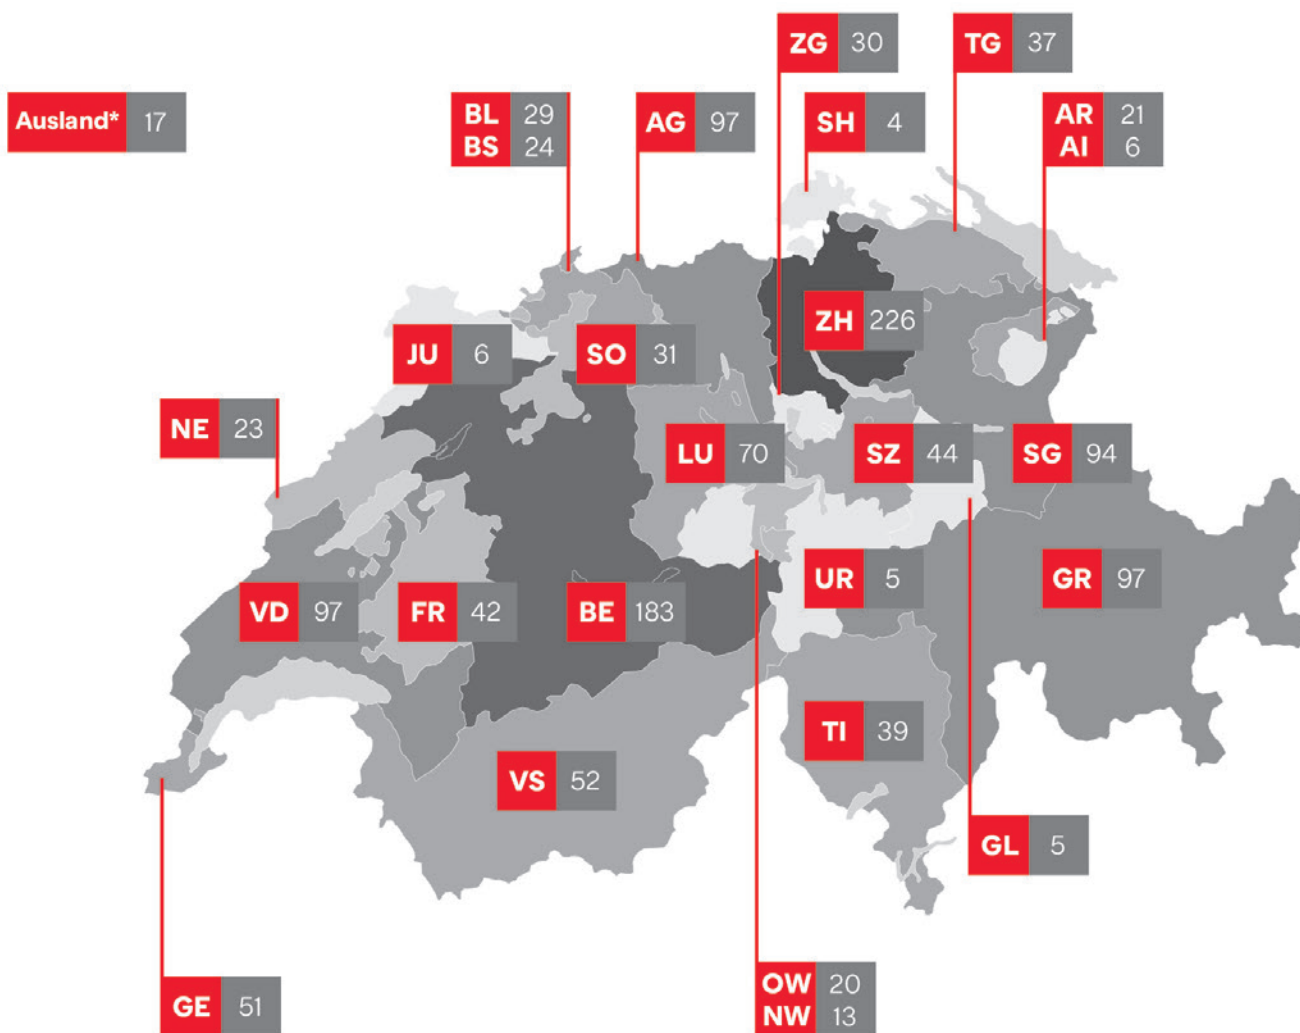 ZG 30
TG 37
Ausland* 17
BL 29
BS 24
AG 97
SH 4
AR 21
AI 6
ZH 226
JU 6
SO 31
NE 23
LU 70
SZ 44
SG 94
VD 97
FR 42
BE 183
UR 5
GR 97
TI 39
VS 52
GL 5
GE 51
OW 20
NW 13